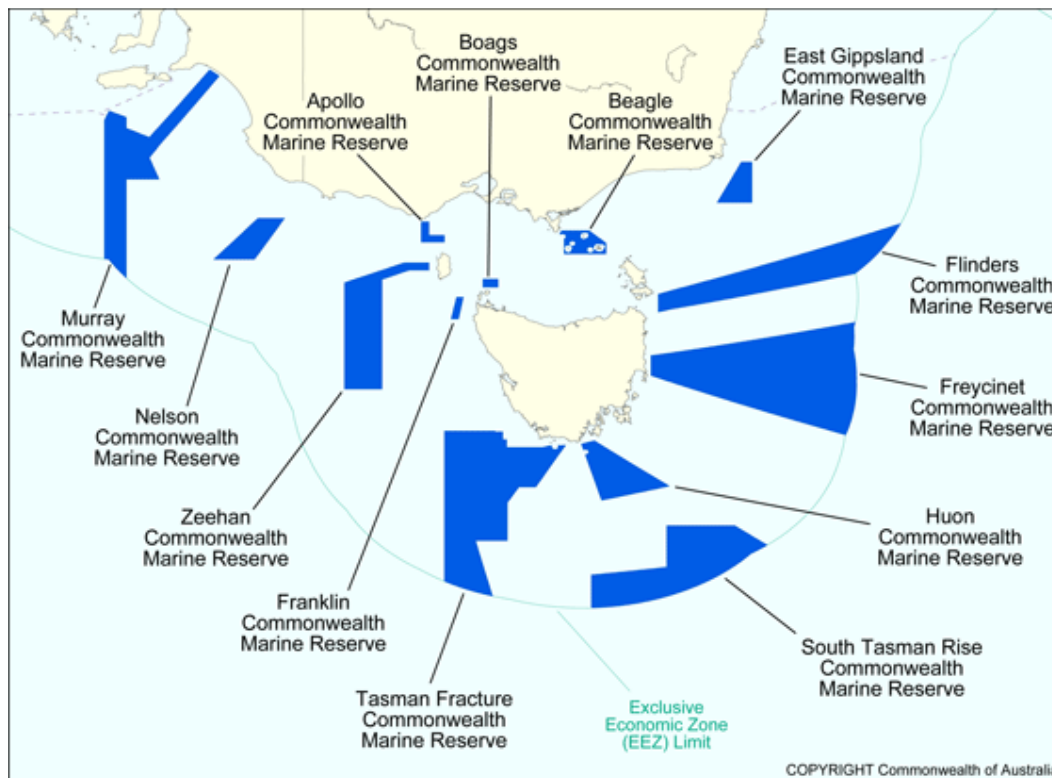 Boags
Commonwealth
Marine Reserve
East Gippsland
Commonwealth
Marine Reserve
Apollo
Commonwealth
Marine Reserve
Beagle
Commonwealth
Marine Reserve
Flinders
Commonwealth
Marine Reserve
Murray
Commonwealth
Marine Reserve
Freycinet
Commonwealth
Marine Reserve
Nelson
Commonwealth
Marine Reserve
Zeehan
Commonwealth
Marine Reserve
Huon
Commonwealth
Marine Reserve
Franklin
Commonwealth
Marine Reserve
South Tasman Rise
Commonwealth
Marine Reserve
Tasman Fracture
Commonwealth
Marine Reserve
Exclusive
Economic Zone
(EEZ) Limit
COPYRIGHT Commonwealth of Australia